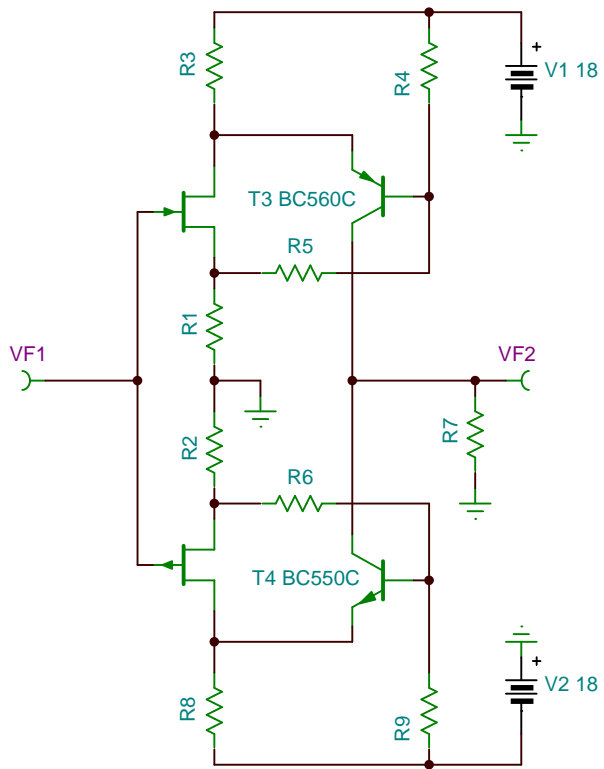 R3
R4
+
V1 18
T3 BC560C
R5
R1
VF1
VF2
R2
R7
R6
T4 BC550C
+
V2 18
R8
R9